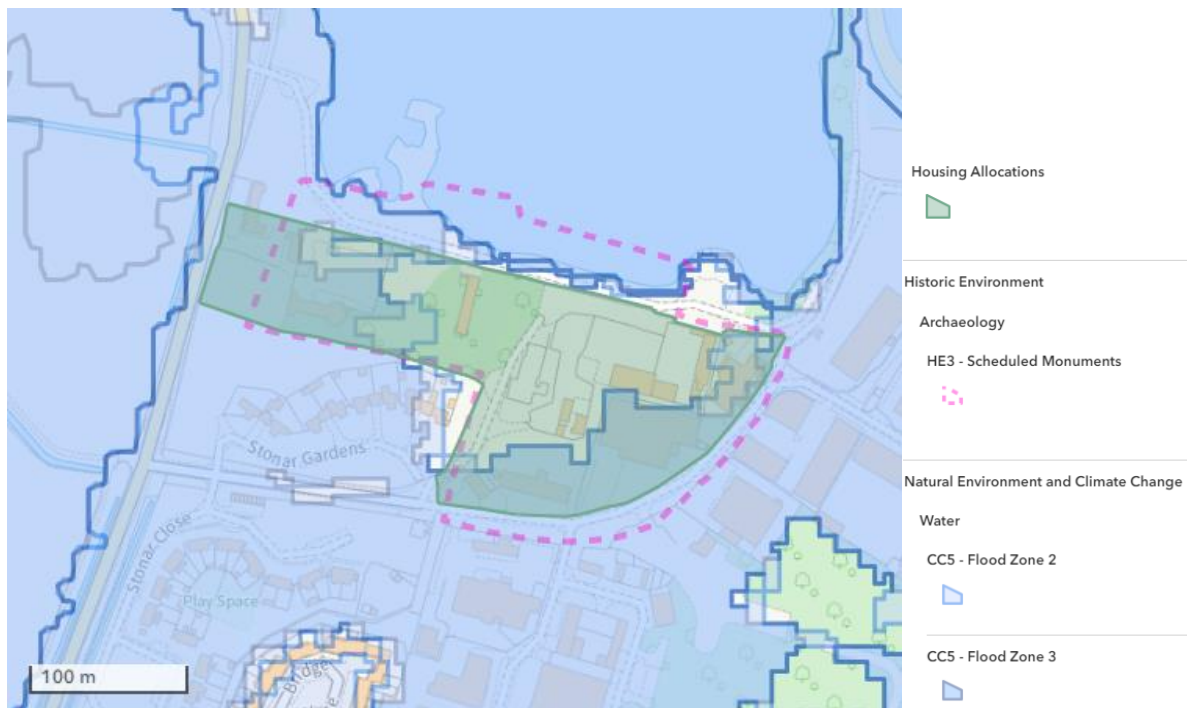 Housing Allocations
Historic Environment
Archaeology
HE3 - Scheduled Monuments
Natural Environment and Climate Change
Water
CC5 - Flood Zone 2
CC5 - Flood Zone 3
Stonar Gardens
Stonar Close
Play Space
Bridge
100 m